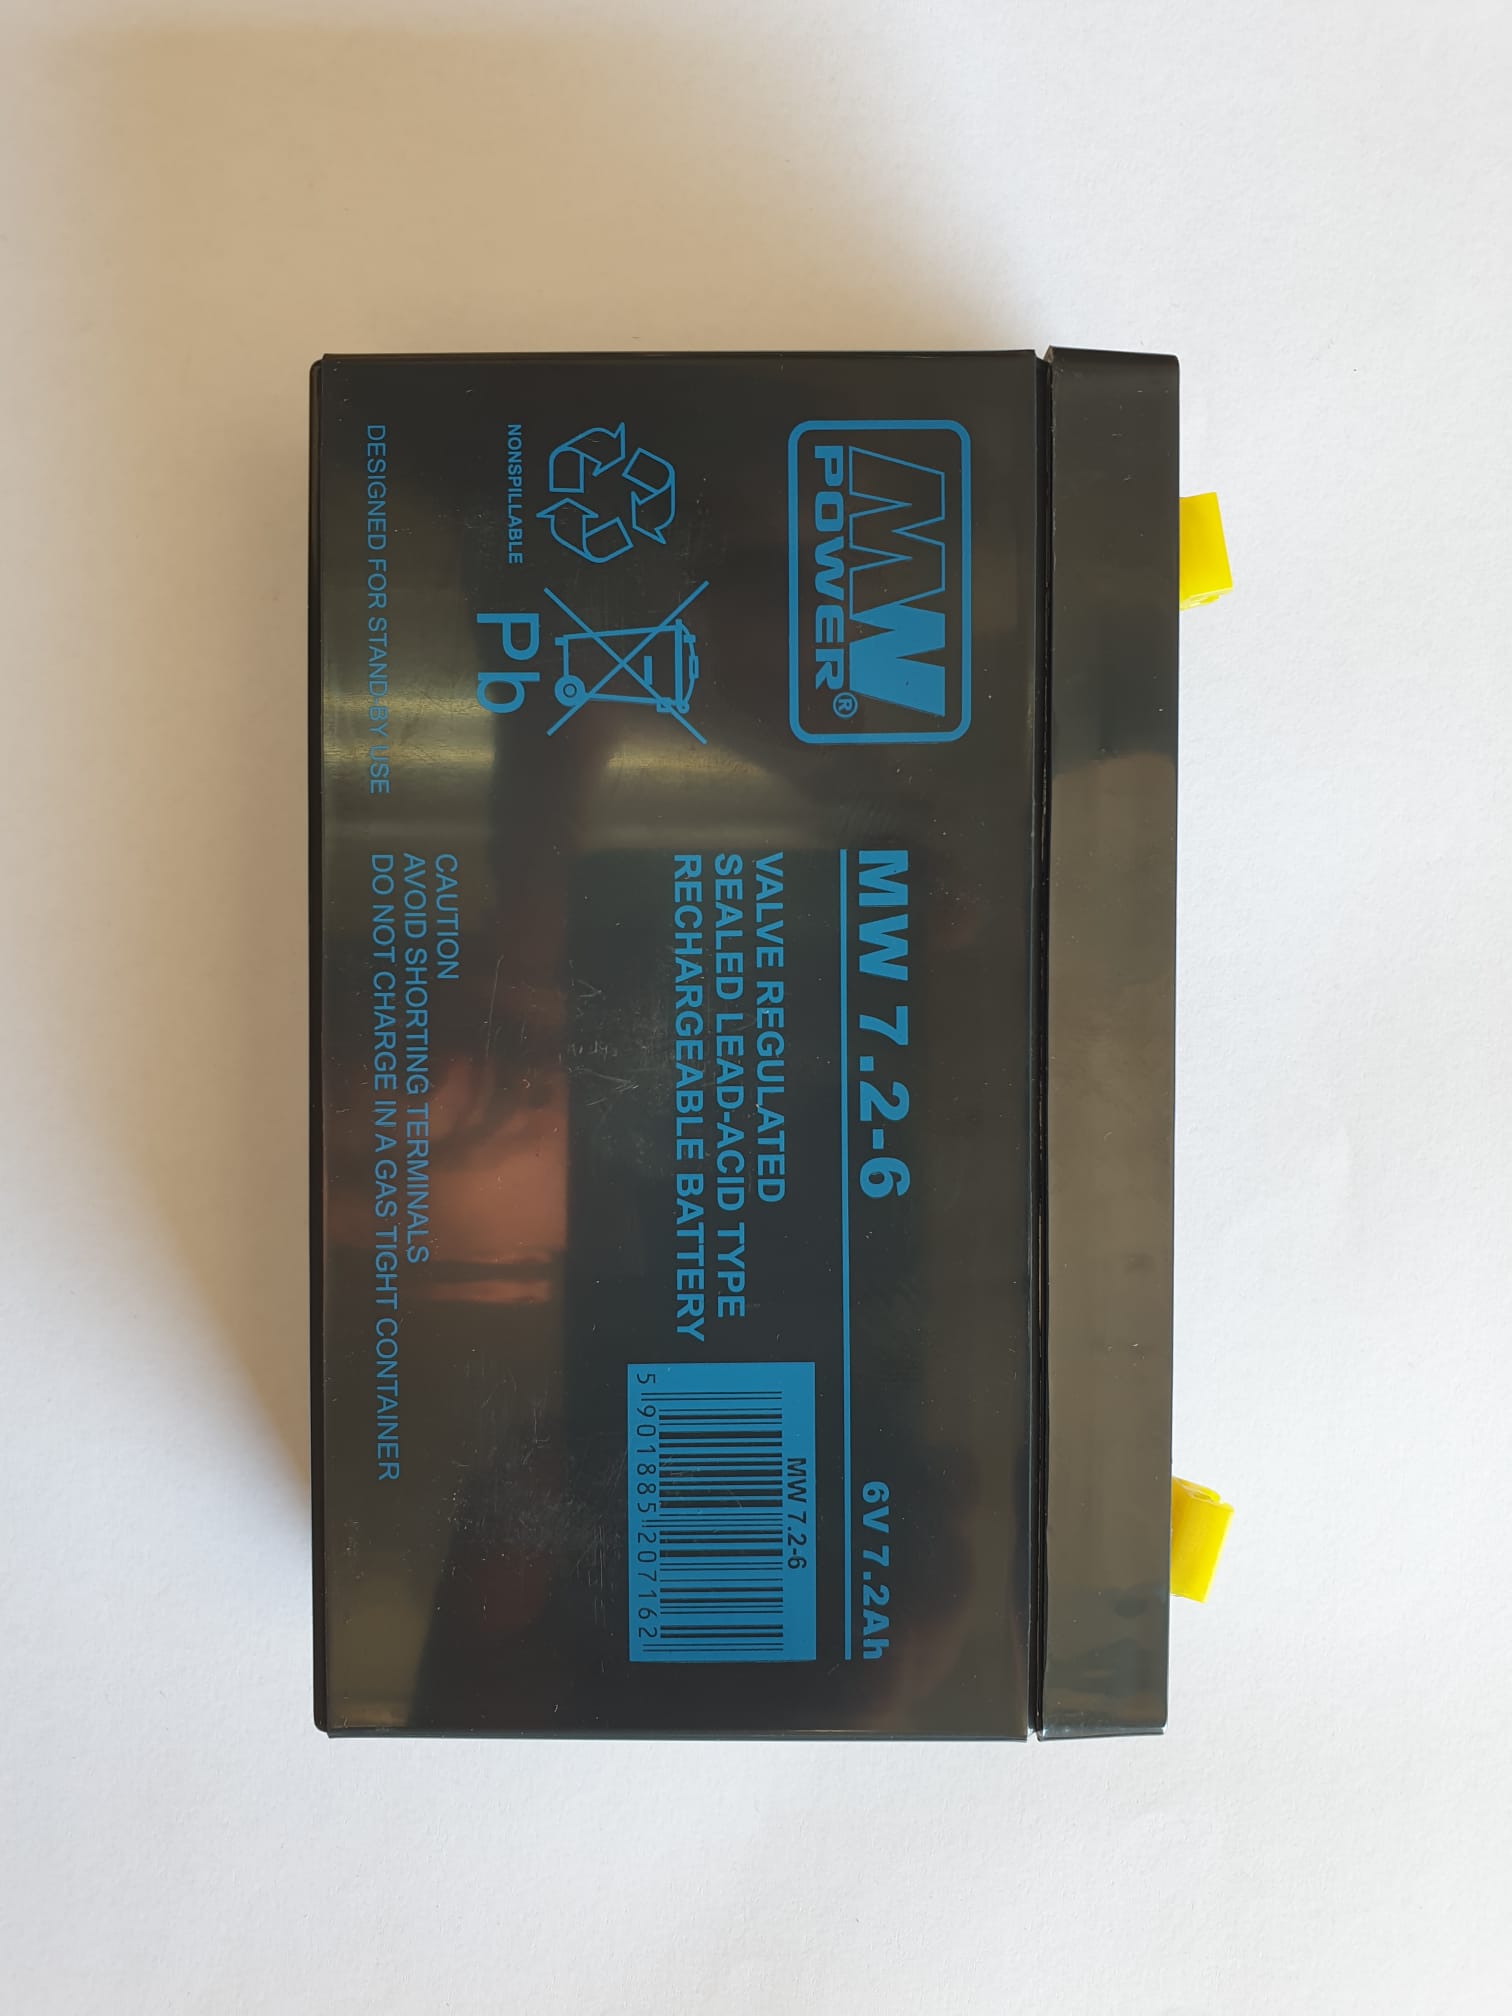 MW
POWER®
MW 7.2-6
6V 7.2Ah
VALVE REGULATED
SEALED LEAD-ACID TYPE
RECHARGEABLE BATTERY
MW 7.2-6
5 901885 207162
NONSPILLABLE
Pb
DESIGNED FOR STAND-BY USE
CAUTION
AVOID SHORTING TERMINALS
DO NOT CHARGE IN A GAS TIGHT CONTAINER